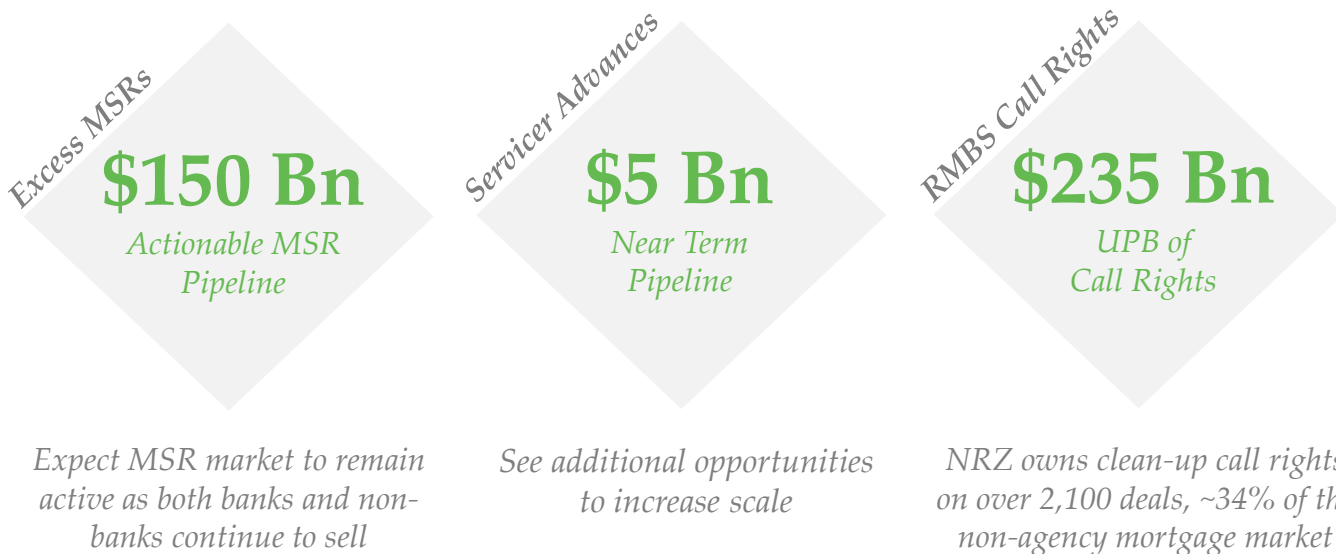 Excess MSRs
$150 Bn
Actionable MSR
Pipeline
Expect MSR market to remain
active as both banks and non-
banks continue to sell
Servicer Advances
$5 Bn
Near Term
Pipeline
See additional opportunities
to increase scale
RMBS Call Rights
$235 Bn
UPB of
Call Rights
NRZ owns clean-up call rights
on over 2,100 deals, ~34% of th
non-agency mortgage market